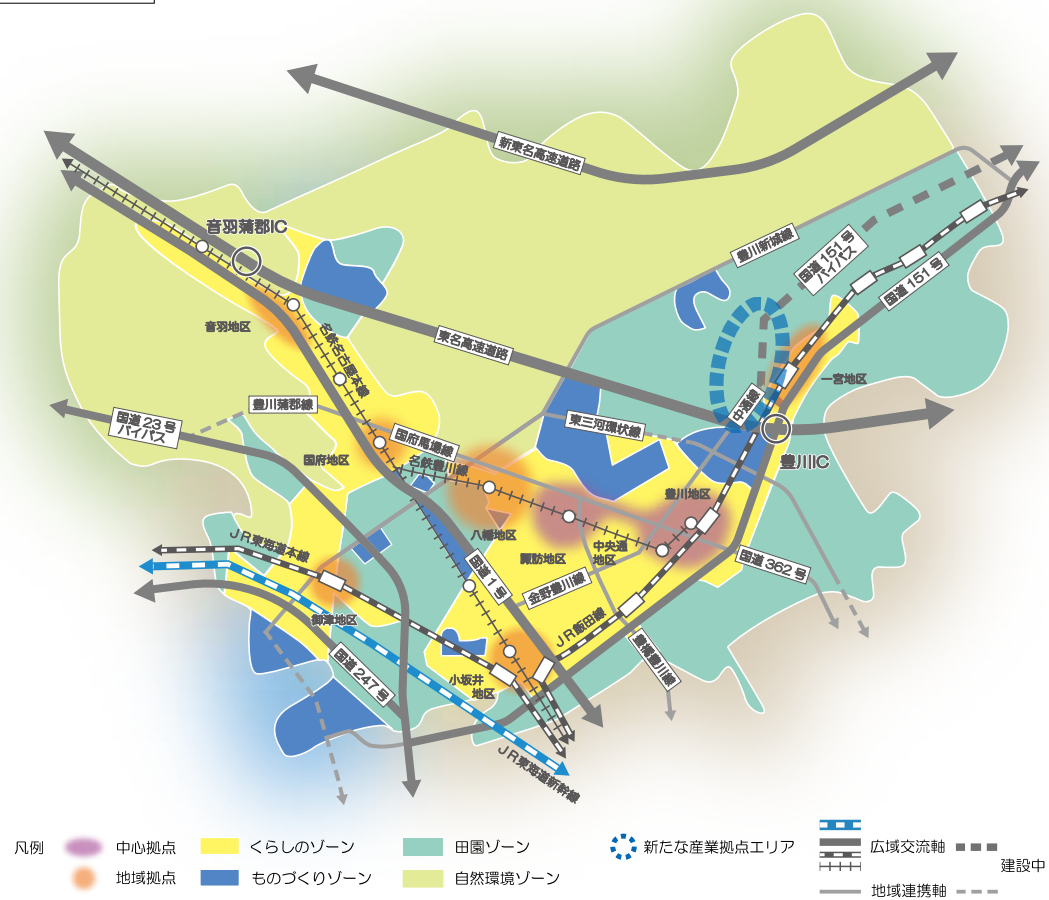 新東名高速道路
音羽蒲郡IC
豊川新城線
国道151号
バイパス
国道151号
音羽地区
名鉄名古屋本線
東名高速道路
一宮地区
中通線
豊川蒲郡線
国道23号
バイパス
東三河環状線
国府馬場線
国府地区
名鉄豊川線
豊川IC
豊川地区
八幡地区
諏訪地区
中央通
地区
JR東海道本線
国道1号
国道362号
金野豊川線
御津地区
JR飯田線
豊橋豊川線
国道247号
小坂井
地区
JR東海道新幹線
凡例
中心拠点
くらしのゾーン
田園ゾーン
新たな産業拠点エリア
広域交流軸
建設中
地域拠点
ものづくりゾーン
自然環境ゾーン
地域連携軸